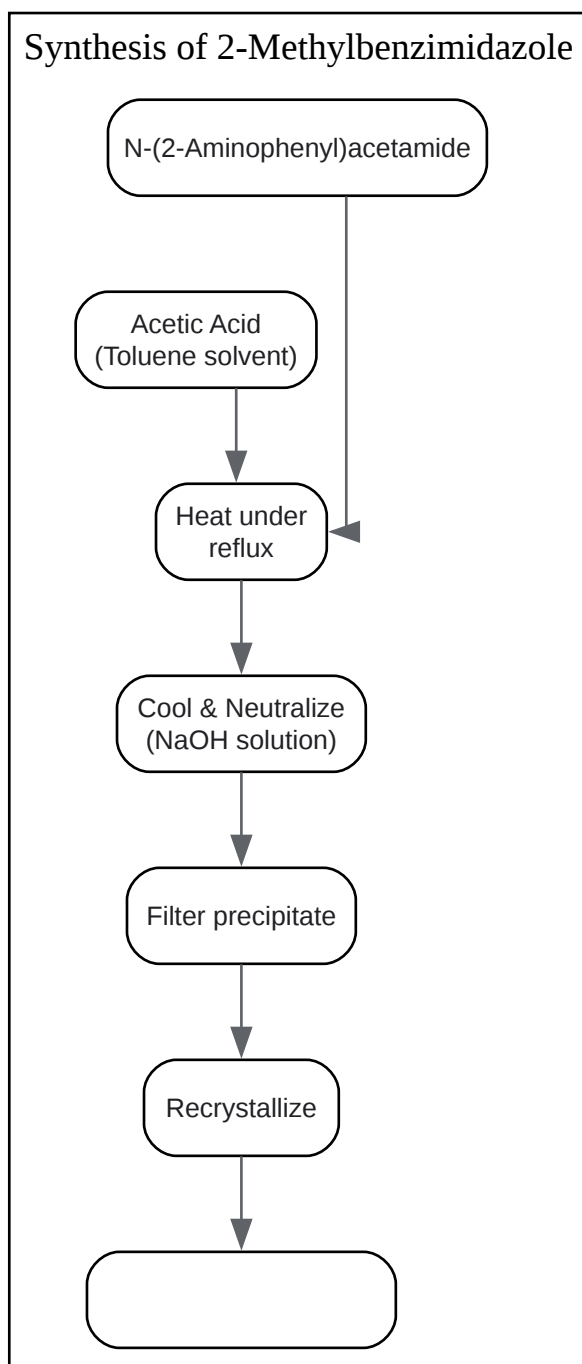 Synthesis of 2-Methylbenzimidazole
N-(2-Aminophenyl)acetamide
Acetic Acid
(Toluene solvent)
Heat under
reflux
Cool & Neutralize
(NaOH solution)
Filter precipitate
Recrystallize